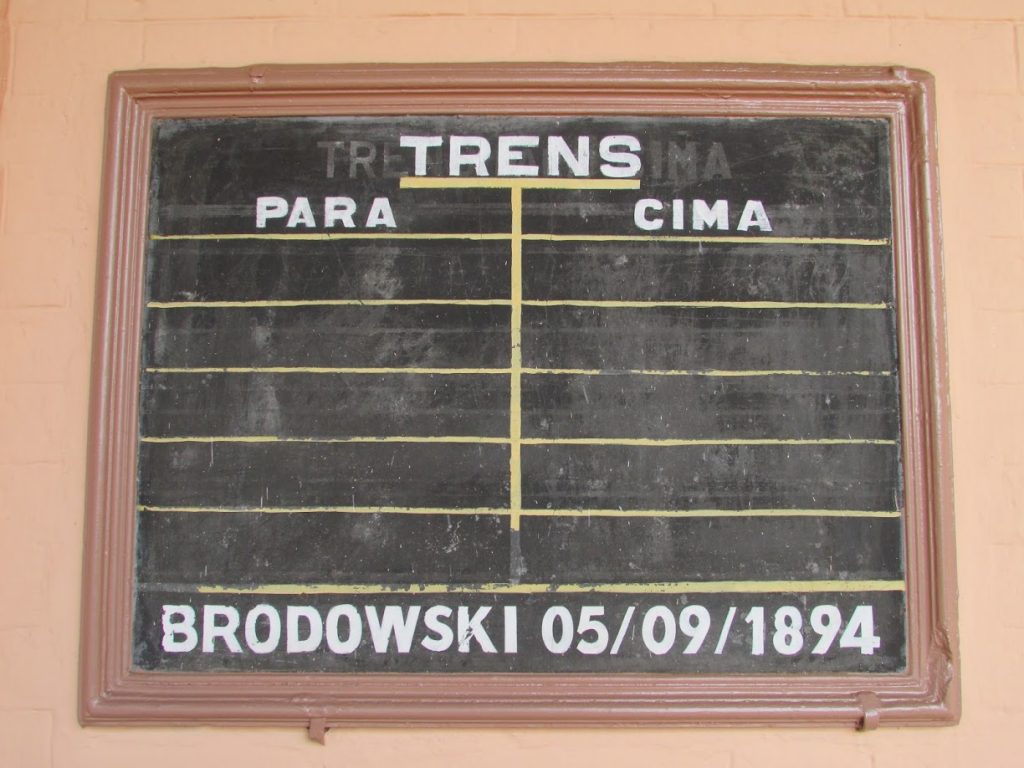 TRENS
PARA CIMA
BRODOWSKI 05/09/1894